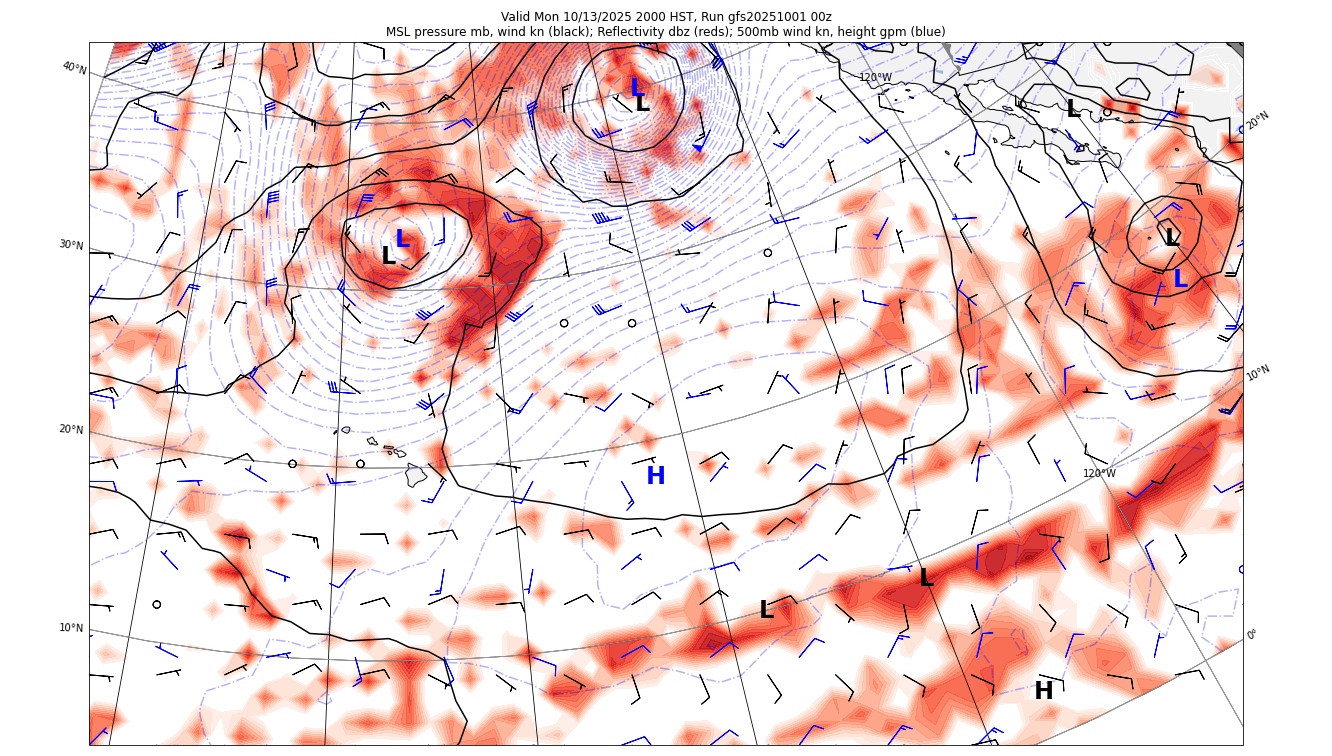 Valid Mon 10/13/2025 2000 HST, Run gfs20251001 00z
MSL pressure mb, wind kn (black); Reflectivity dbz (reds); 500mb wind kn, height gpm (blue)
40°N
120°W
L
L
L
20°N
30°N
L
L
L
L
10°N
20°N
H
120°W
L
L
10°N
0°
H